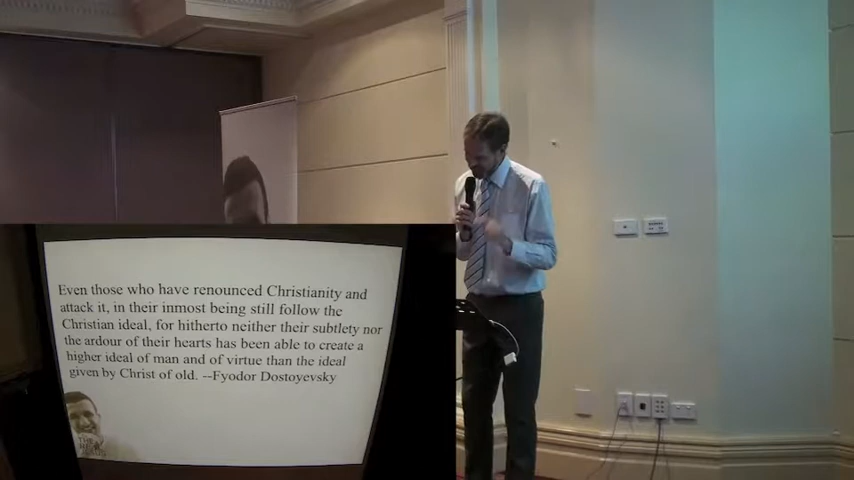 Even those who have renounced Christianity and
attack it, in their inmost being still follow the
Christian ideal, for hitherto neither their subtlety nor
the ardour of their hearts has been able to create a
higher ideal of man and of virtue than the ideal
given by Christ of old. --Fyodor Dostoyevsky